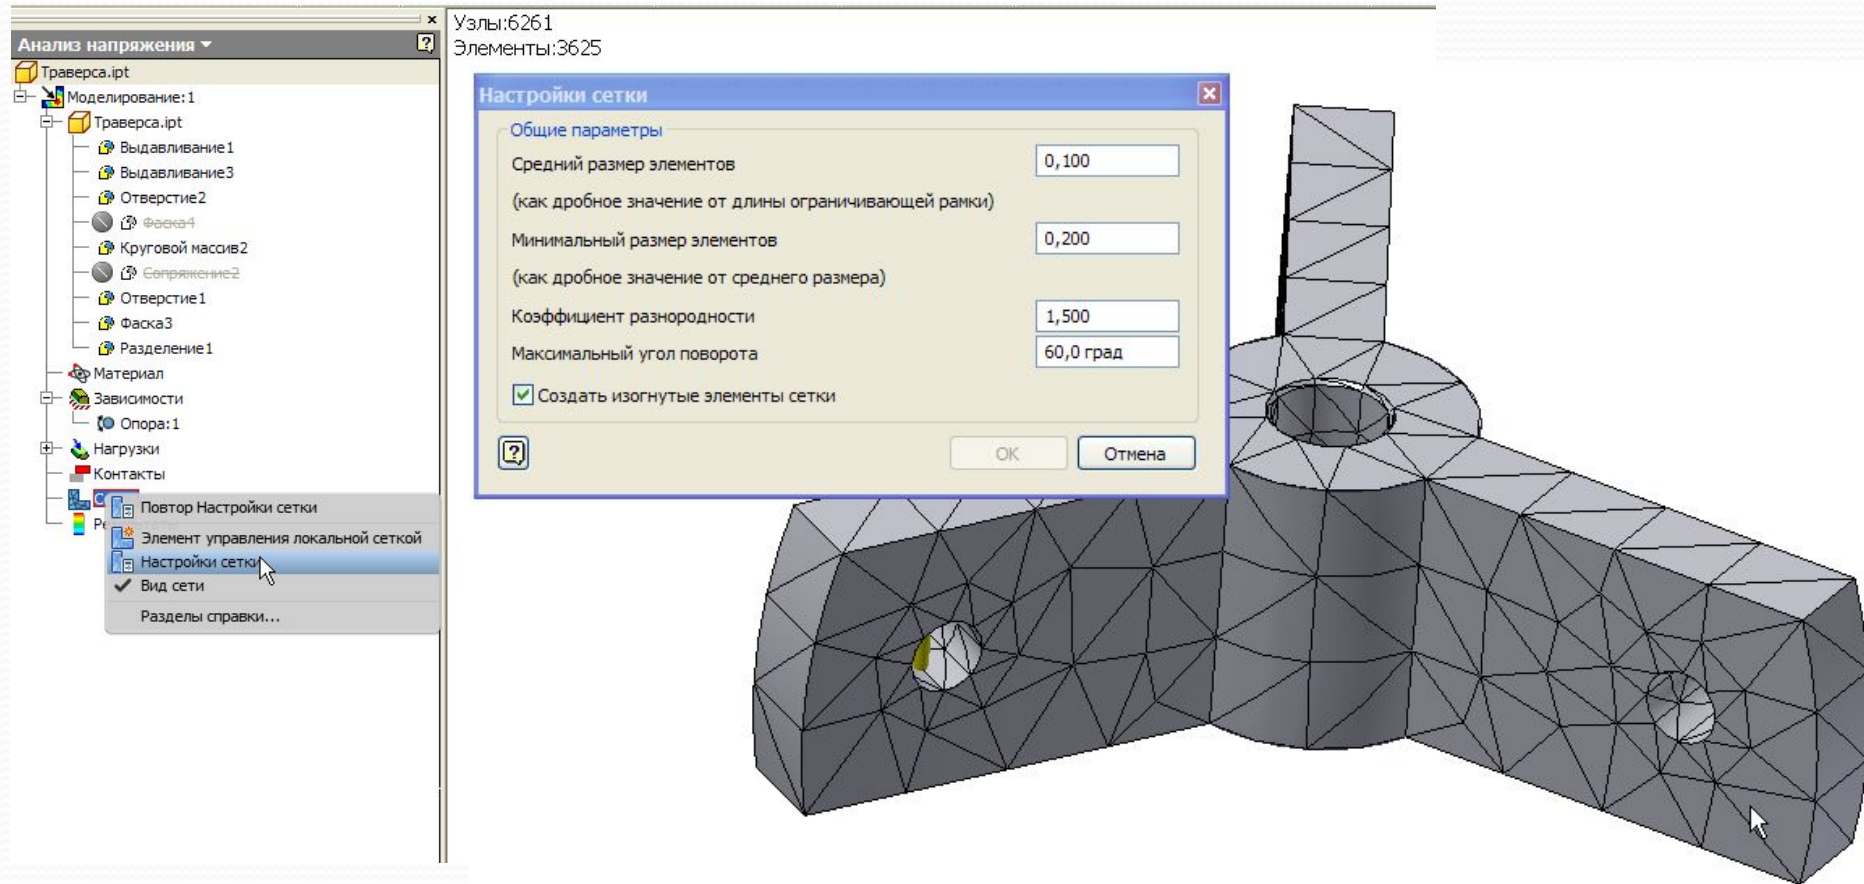 Анализ напряжения
Траверса.ipt
Моделирование:1
Траверса.ipt
Выдавливание1
Выдавливание3
Отверстие2
Фаска4
Круговой массив2
Сопряжение2
Отверстие1
Фаска3
Разделение1
Материал
Зависимости
Опора:1
Нагрузки
Контакты
Повтор Настройки сетки
Элемент управления локальной сеткой
Настройки сетки
Вид сети
Разделы справки...
Узлы:6261
Элементы:3625
Настройки сетки
Общие параметры
Средний размер элементов 0,100
(как дробное значение от длины ограничивающей рамки)
Минимальный размер элементов 0,200
(как дробное значение от среднего размера)
Коэффициент разнородности 1,500
Максимальный угол поворота 60,0 град
Создать изогнутые элементы сетки
ОК Отмена